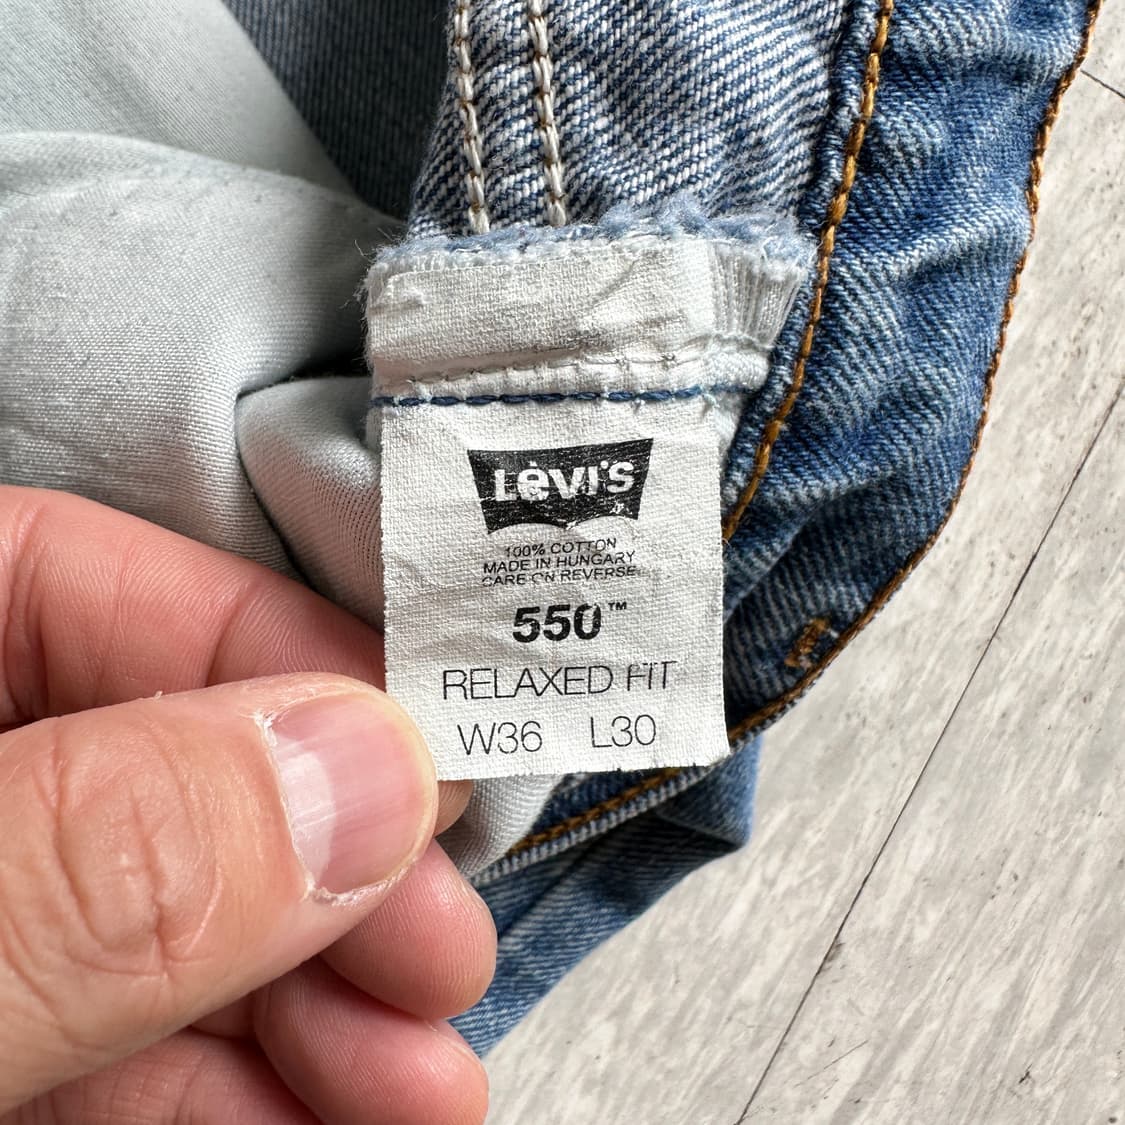 LeVI'S
100% COTTON
MADE IN HUNGARY
CARE ON REVERSE
550™
RELAXED FIT
W36 L30